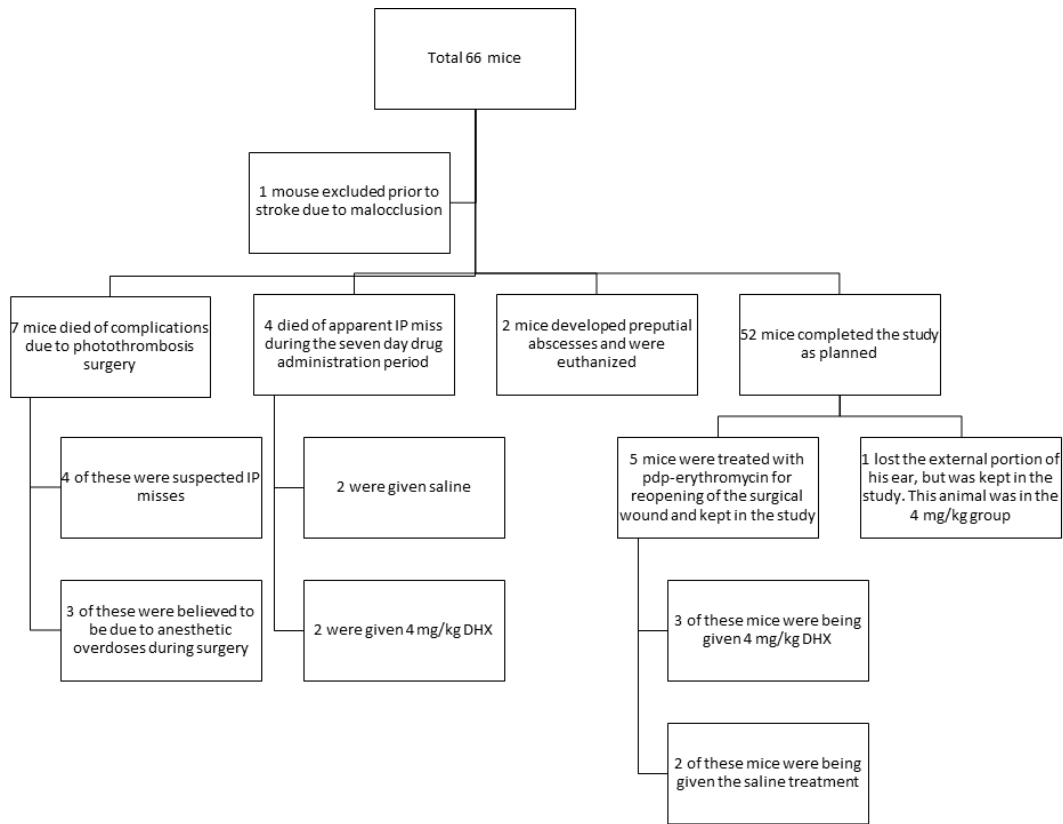 Total 66 mice
1 mouse excluded prior to
stroke due to malocclusion
7 mice died of complications
due to photothrombosis
surgery
4 died of apparent IP miss
during the seven day drug
administration period
2 mice developed preputial
abscesses and were
euthanized
52 mice completed the study
as planned
4 of these were suspected IP
misses
2 were given saline
5 mice were treated with
pdp-erythromycin for
reopening of the surgical
wound and kept in the study
1 lost the external portion of
his ear, but was kept in the
study. This animal was in the
4 mg/kg group
3 of these were believed to
be due to anesthetic
overdoses during surgery
2 were given 4 mg/kg DHX
3 of these mice were being
given 4 mg/kg DHX
2 of these mice were being
given the saline treatment